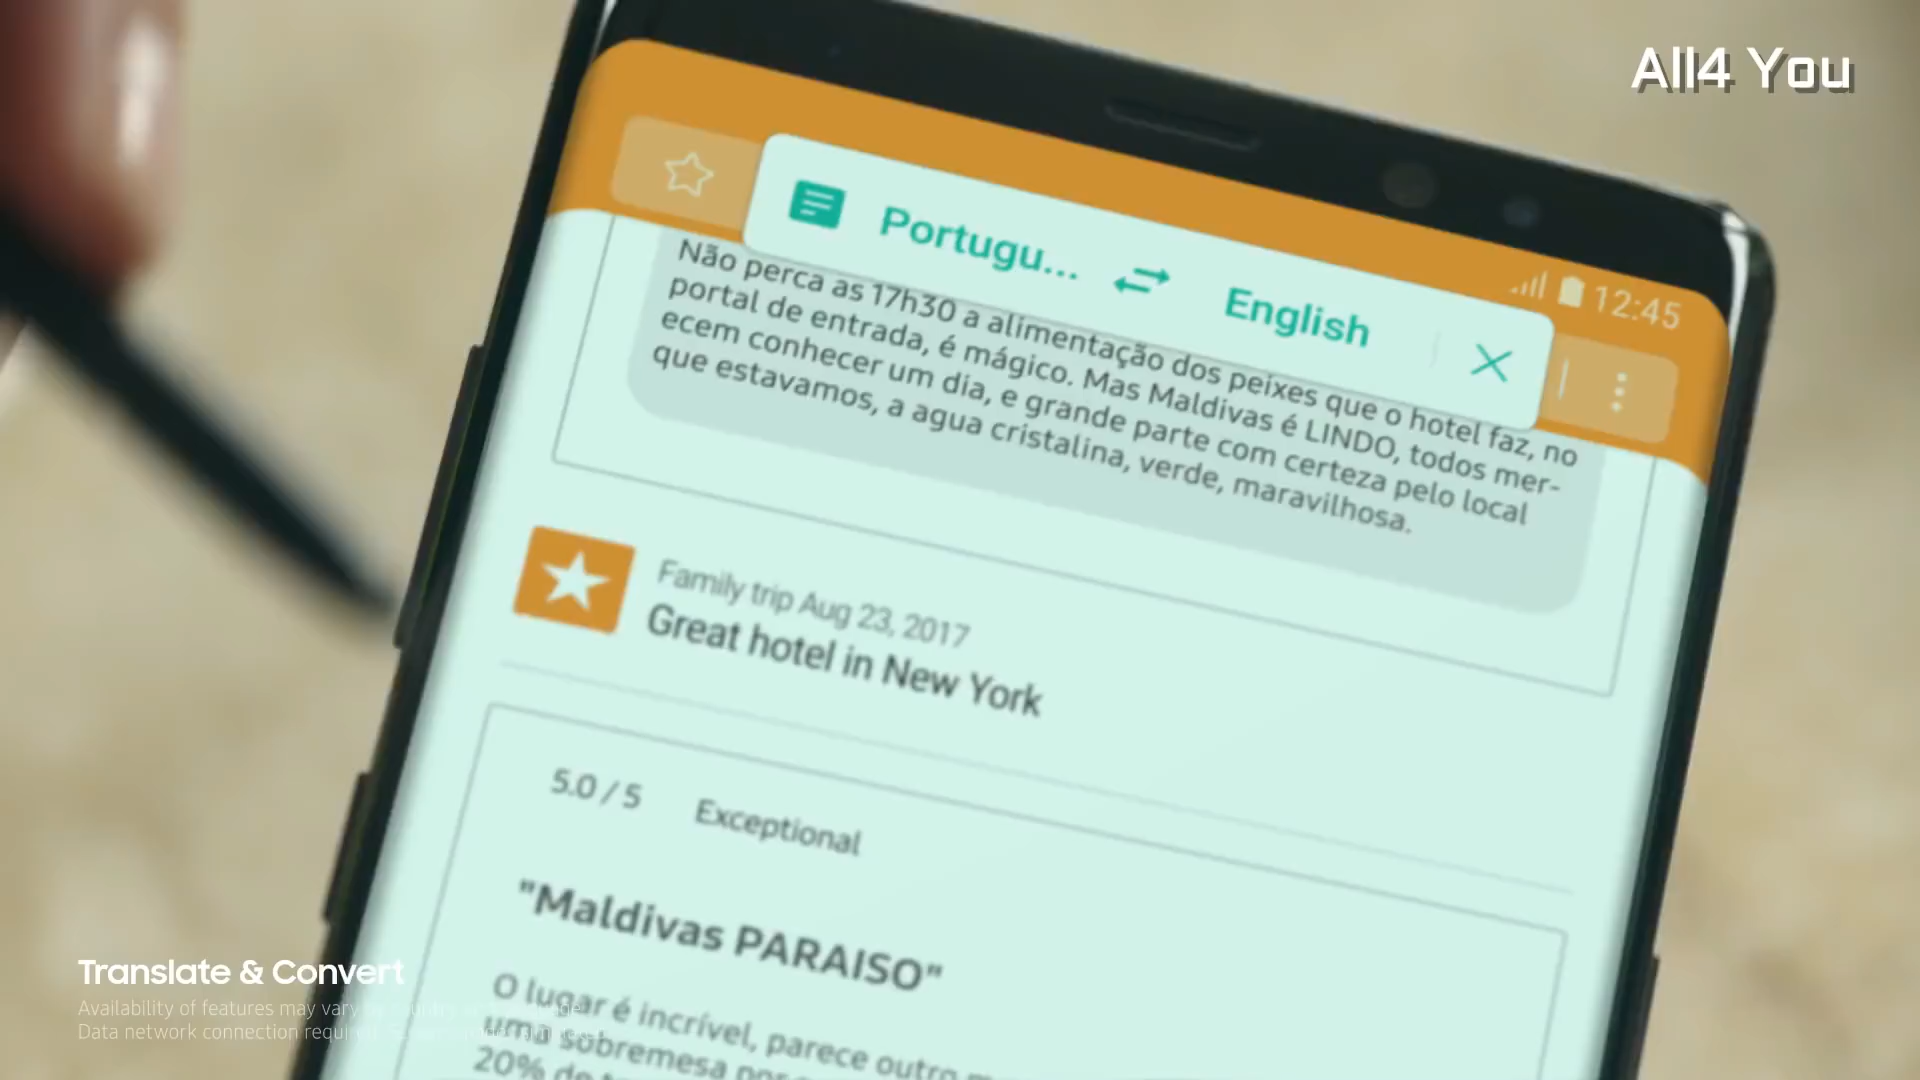 All4 You
12:45
Portugu...
English
Não perca as 17h30 a alimentação dos peixes que o hotel faz, no
portal de entrada, é mágico. Mas Maldivas é LINDO, todos mer-
ecem conhecer um dia, e grande parte com certeza pelo local
que estavamos, a agua cristalina, verde, maravilhosa.
Family trip Aug 23, 2017
Great hotel in New York
5.0 / 5 Exceptional
"Maldivas PARAISO"
O lugar é incrível, parece outro
uma sobremesa
20% de
Translate & Convert
Availability of features may vary
Data network connection